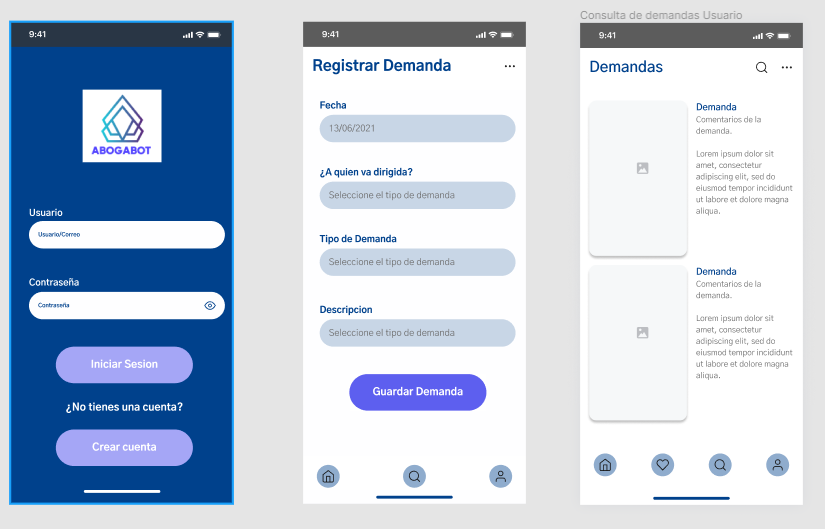 9:41
ABOGABOT
Usuario
Usuario/Correo
Contraseña
Contraseña
Iniciar Sesion
¿No tienes una cuenta?
Crear cuenta
9:41
Registrar Demanda
Fecha
13/06/2021
¿A quien va dirigida?
Seleccione el tipo de demanda
Tipo de Demanda
Seleccione el tipo de demanda
Descripcion
Seleccione el tipo de demanda
Guardar Demanda
Consulta de demandas Usuario
9:41
Demandas
Demanda
Comentarios de la
demanda.
Lorem ipsum dolor sit
amet, consectetur
adipiscing elit, sed do
eiusmod tempor incididunt
ut labore et dolore magna
aliqua.
Demanda
Comentarios de la
demanda.
Lorem ipsum dolor sit
amet, consectetur
adipiscing elit, sed do
eiusmod tempor incididunt
ut labore et dolore magna
aliqua.